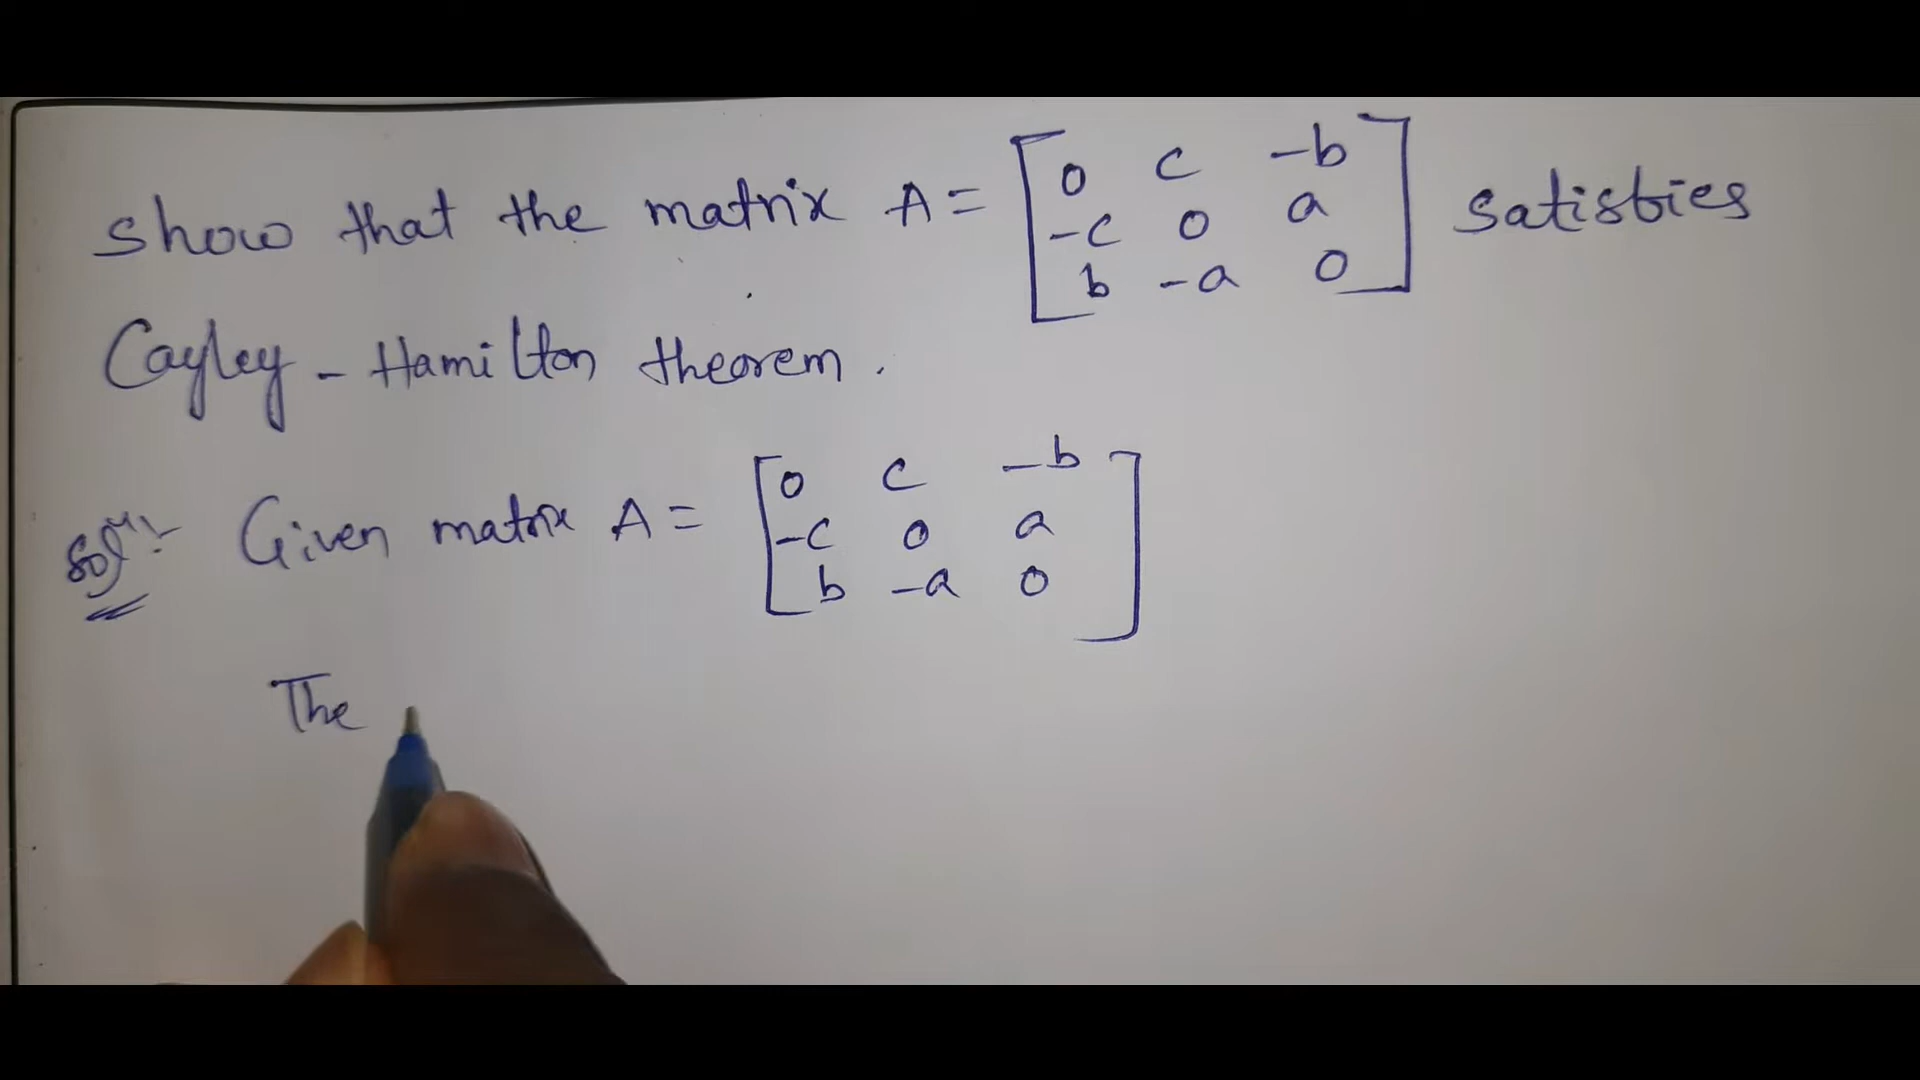 Show that the matrix A = [0 c -b
-c 0 a
b -a 0] satisfies
Cayley - Hamilton theorem.
Sol:- Given matrix A = [0 c -b
-c 0 a
b -a 0]
The